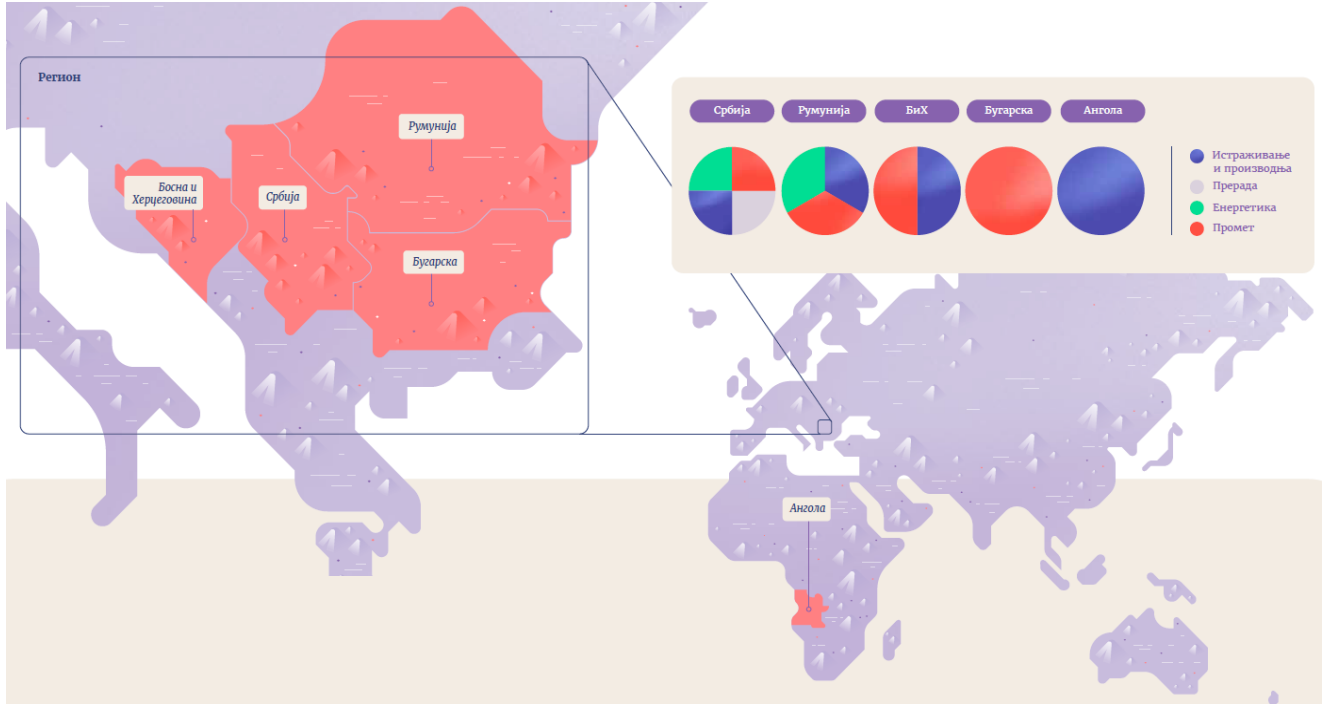 Регион
Румунија
Босна и
Херцеговина
Србија
Бугарска
Србија
Румунија
БиХ
Бугарска
Ангола
Истраживање
и производња
Прерада
Енергетика
Промет
Ангола